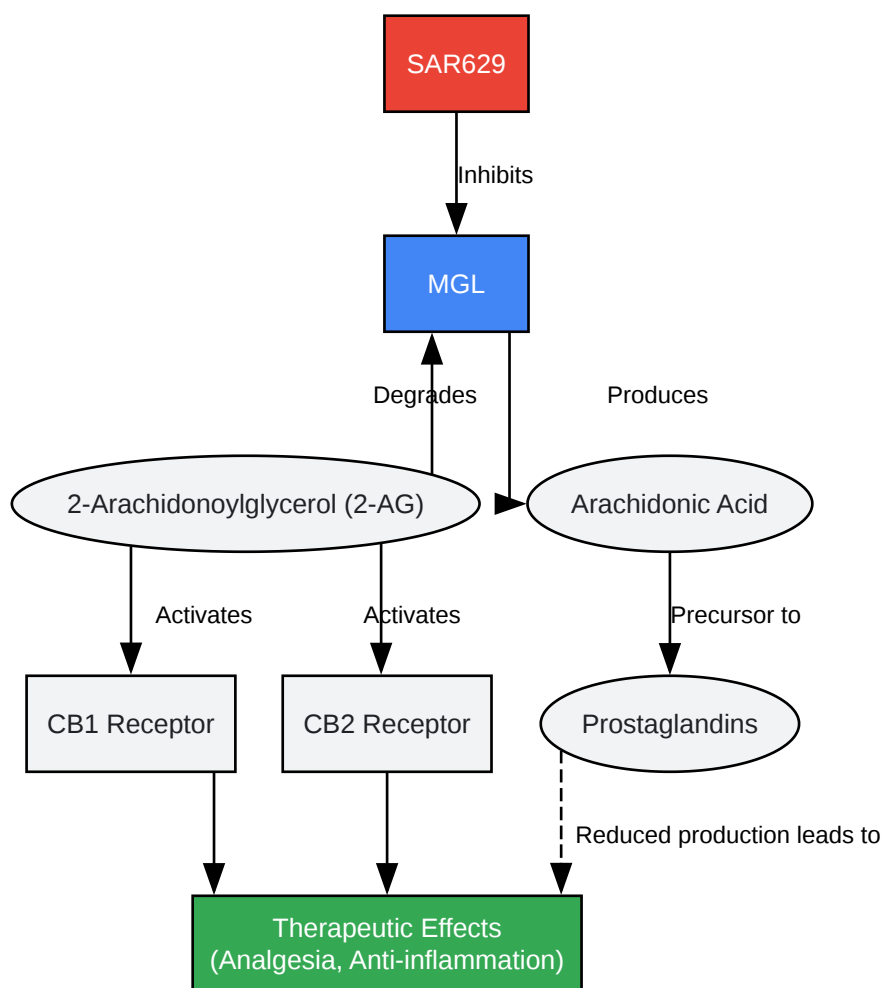 SAR629
Inhibits
MGL
Degrades
Produces
2-Arachidonoylglycerol (2-AG)
Arachidonic Acid
Activates
Activates
Precursor to
CB1 Receptor
CB2 Receptor
Prostaglandins
Reduced production leads to
Therapeutic Effects
(Analgesia, Anti-inflammation)